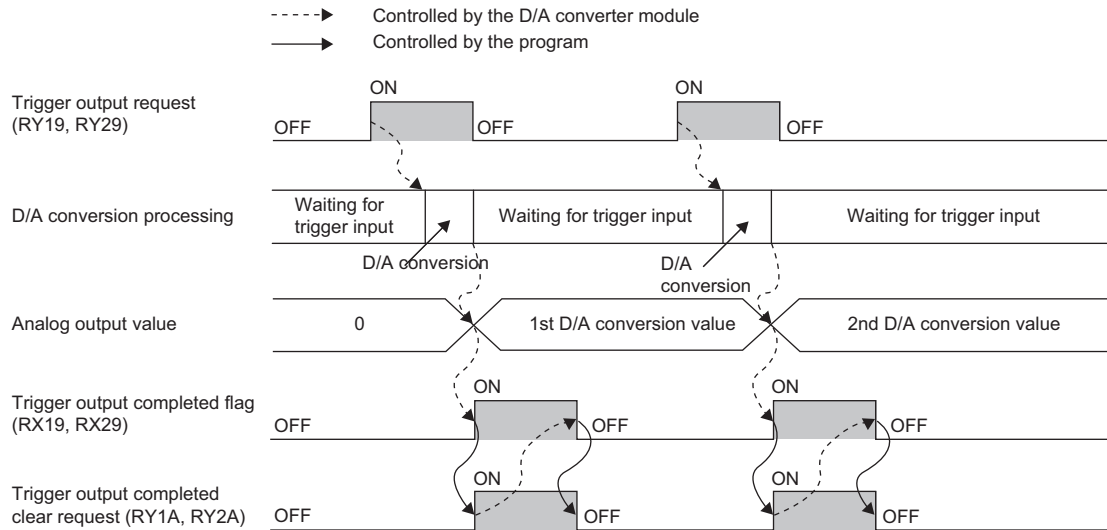 Controlled by the D/A converter module
Controlled by the program
ON
ON
Trigger output request
(RY19, RY29)
OFF
OFF
OFF
D/A conversion processing
Waiting for
trigger input
Waiting for trigger input
Waiting for trigger input
D/A conversion
D/A
conversion
Analog output value
0
1st D/A conversion value
2nd D/A conversion value
ON
ON
Trigger output completed flag
(RX19, RX29)
OFF
OFF
OFF
ON
ON
Trigger output completed
clear request (RY1A, RY2A)
OFF
OFF
OFF